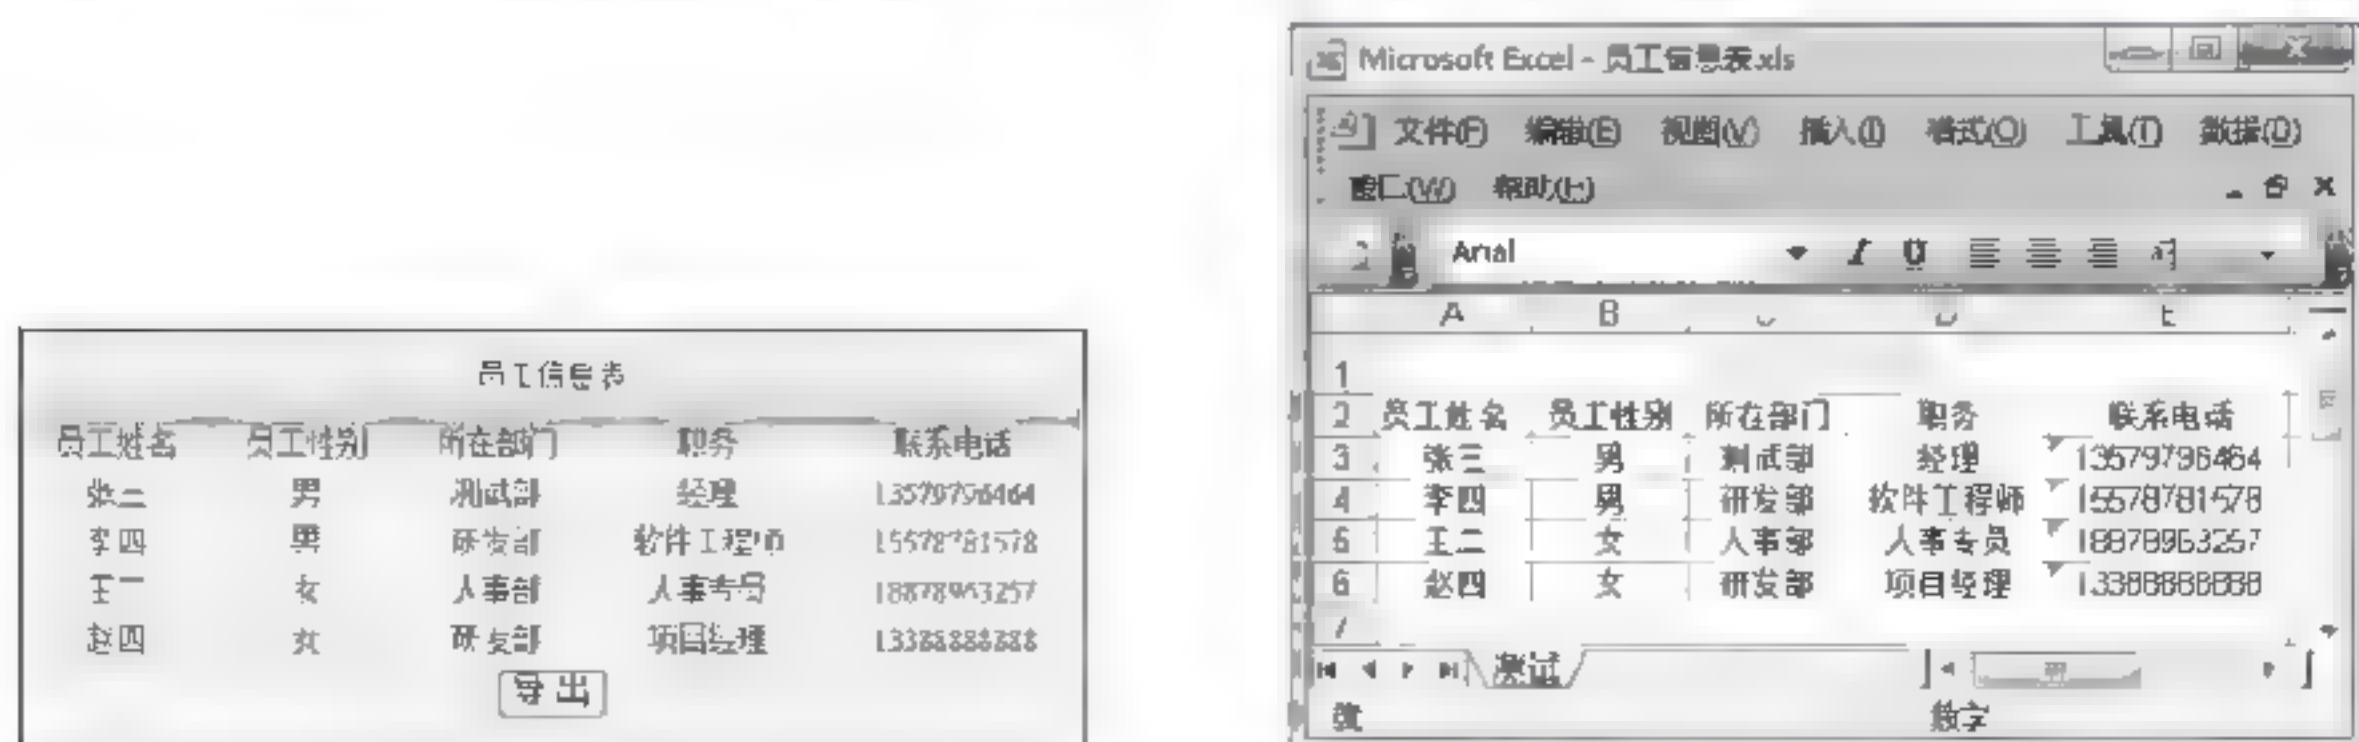 员工信息表
员工姓名 员工性别 所在部门 职务 联系电话
张三 男 测试部 经理 13579796464
李四 男 研发部 软件工程师 15578781578
王二 女 人事部 人事专员 18878963257
赵四 女 研发部 项目经理 13388888888
导出
Microsoft Excel - 员工信息表.xls
文件(F) 编辑(E) 视图(V) 插入(I) 格式(O) 工具(T) 数据(D)
窗口(W) 帮助(H)
Arial
A B C D E
1
2 员工姓名 员工性别 所在部门 职务 联系电话
3 张三 男 测试部 经理 13579796464
4 李四 男 研发部 软件工程师 15578781578
5 王二 女 人事部 人事专员 18878963257
6 赵四 女 研发部 项目经理 13388888888
7
测试
数字